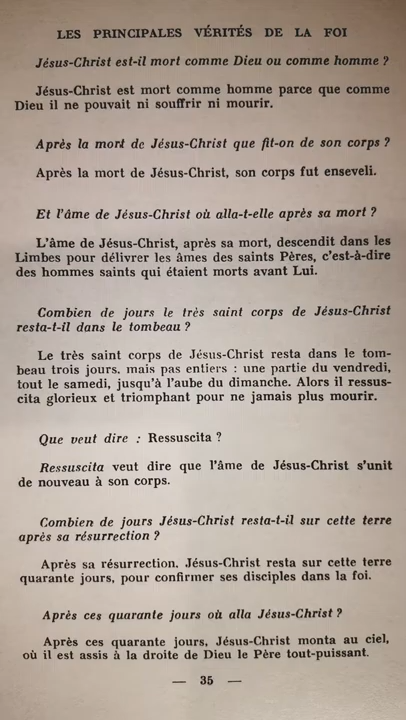 LES PRINCIPALES VÉRITÉS DE LA FOI
Jésus-Christ est-il mort comme Dieu ou comme homme ?
Jésus-Christ est mort comme homme parce que comme
Dieu il ne pouvait ni souffrir ni mourir.
Après la mort de Jésus-Christ que fit-on de son corps ?
Après la mort de Jésus-Christ, son corps fut enseveli.
Et l'âme de Jésus-Christ où alla-t-elle après sa mort ?
L'âme de Jésus-Christ, après sa mort, descendit dans les
Limbes pour délivrer les âmes des saints Pères, c'est-à-dire
des hommes saints qui étaient morts avant Lui.
Combien de jours le très saint corps de Jésus-Christ
resta-t-il dans le tombeau ?
Le très saint corps de Jésus-Christ resta dans le tom-
beau trois jours. mais pas entiers : une partie du vendredi,
tout le samedi, jusqu'à l'aube du dimanche. Alors il ressus-
cita glorieux et triomphant pour ne jamais plus mourir.
Que veut dire : Ressuscita ?
Ressuscita veut dire que l'âme de Jésus-Christ s'unit
de nouveau à son corps.
Combien de jours Jésus-Christ resta-t-il sur cette terre
après sa résurrection ?
Après sa résurrection. Jésus-Christ resta sur cette terre
quarante jours, pour confirmer ses disciples dans la foi.
Après ces quarante jours où alla Jésus-Christ ?
Après ces quarante jours, Jésus-Christ monta au ciel,
où il est assis à la droite de Dieu le Père tout-puissant.
— 35 —